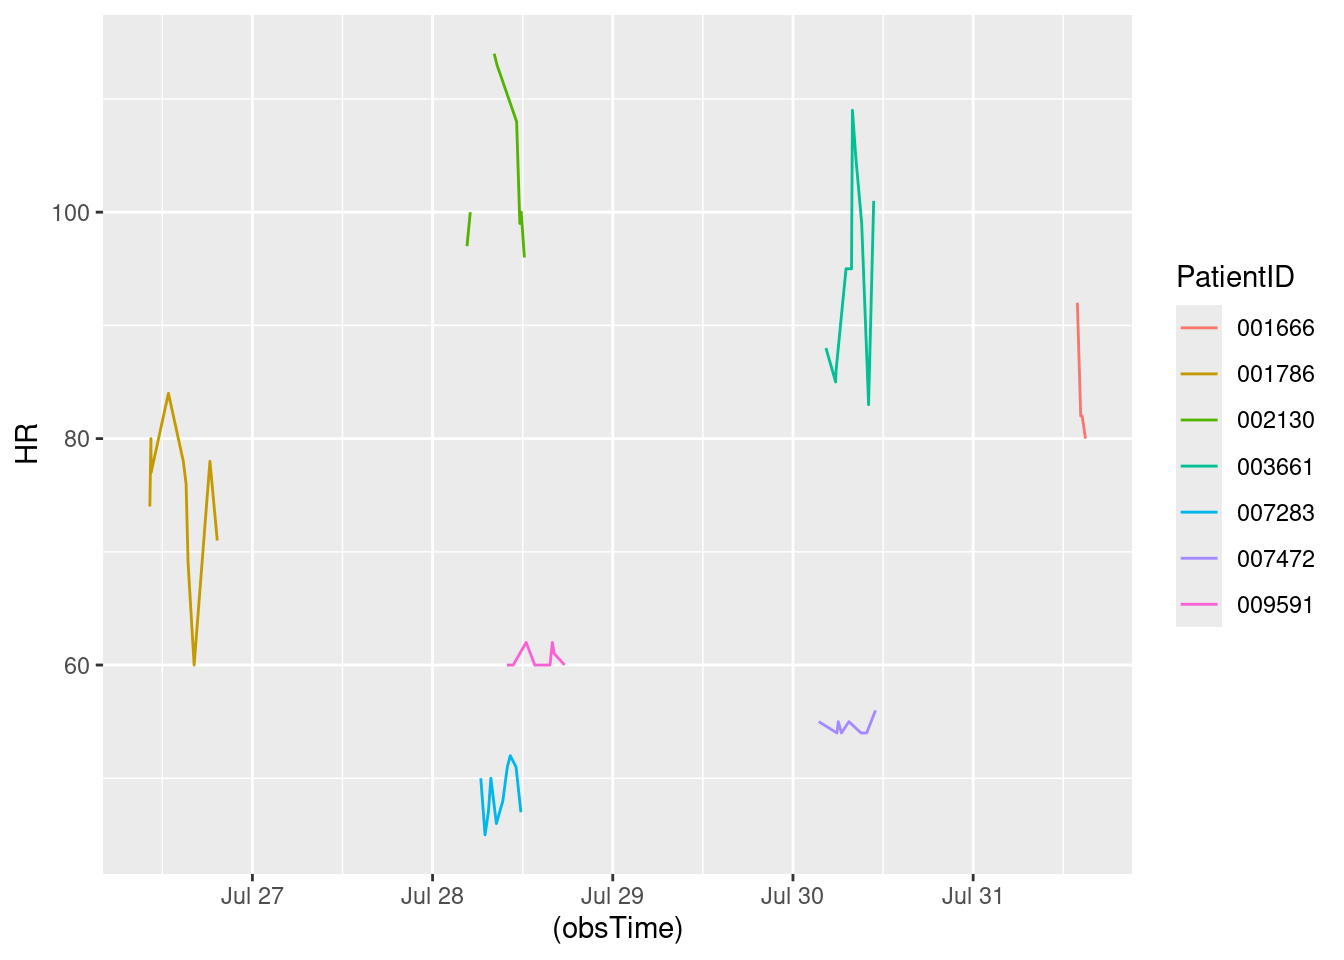 HR
100
80
60
Jul 27
Jul 28
Jul 29
Jul 30
Jul 31
(obsTime)
PatientID
001666
001786
002130
003661
007283
007472
009591